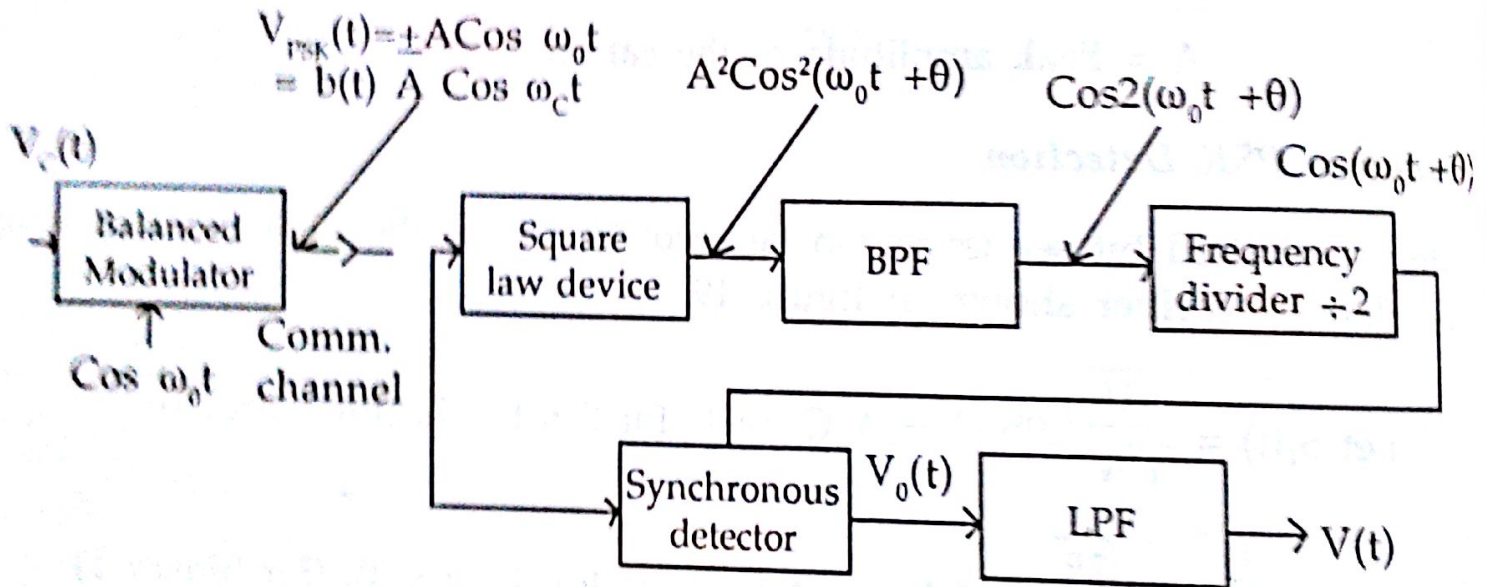 V_PSK(t)=±ACos ω₀t
= b(t) A Cos ω_C t
A²Cos²(ω₀t +θ)
Cos2(ω₀t +θ)
Cos(ω₀t +θ)
Balanced
Modulator
Cos ω₀t
Comm.
channel
Square
law device
BPF
Frequency
divider ÷2
Synchronous
detector
V₀(t)
LPF
V(t)